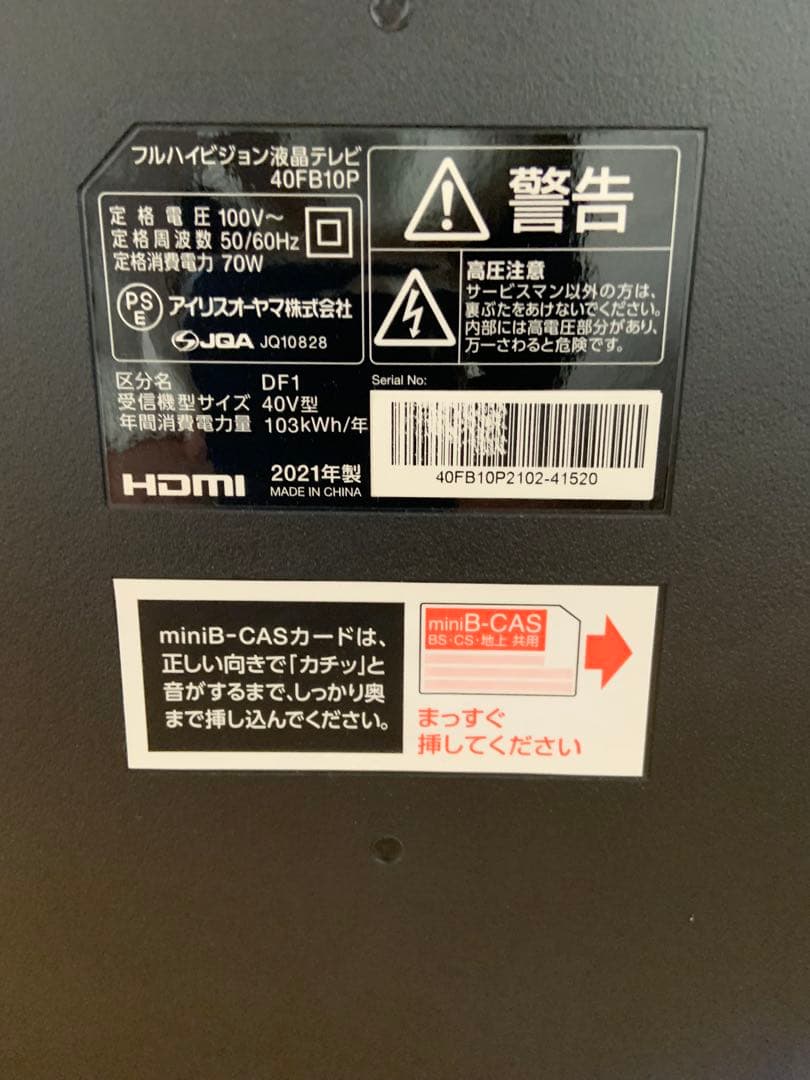 フルハイビジョン液晶テレビ
40FB10P
定格電圧 100V～
定格周波数 50/60Hz
定格消費電力 70W
PS
E
アイリスオーヤマ株式会社
JQA JQ10828
区分名 DF1
受信機型サイズ 40V型
年間消費電力量 103kWh/年
HDMI
2021年製
MADE IN CHINA
警告
高圧注意
サービスマン以外の方は、
裏ぶたをあけないでください。
内部には高電圧部分があり、
万一さわると危険です。
Serial No:
40FB10P2102-41520
miniB-CASカードは、
正しい向きで「カチッ」と
音がするまで、しっかり奥
まで挿し込んでください。
miniB-CAS
BS・CS・地上 共用
まっすぐ
挿してください